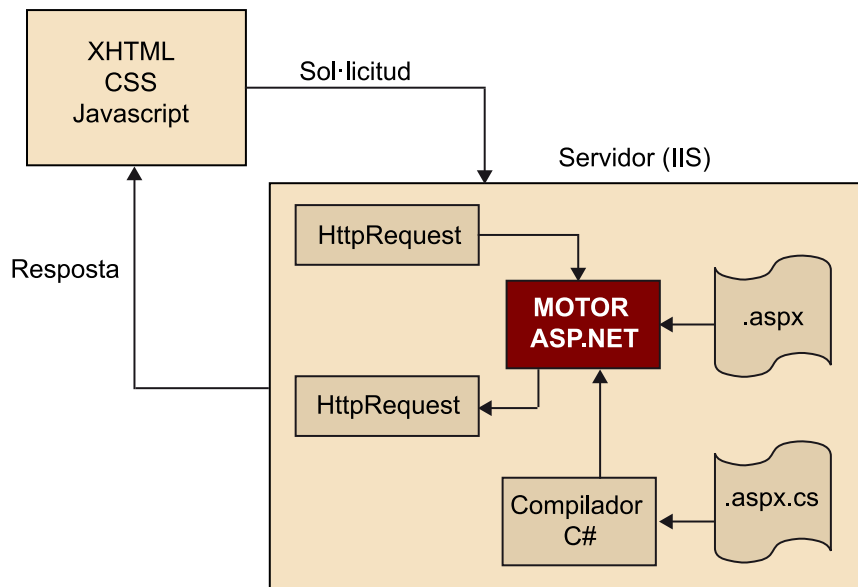 XHTML
CSS
Javascript
Sol·licitud
Servidor (IIS)
HttpRequest
Resposta
MOTOR
ASP.NET
.aspx
HttpRequest
Compilador
C#
.aspx.cs